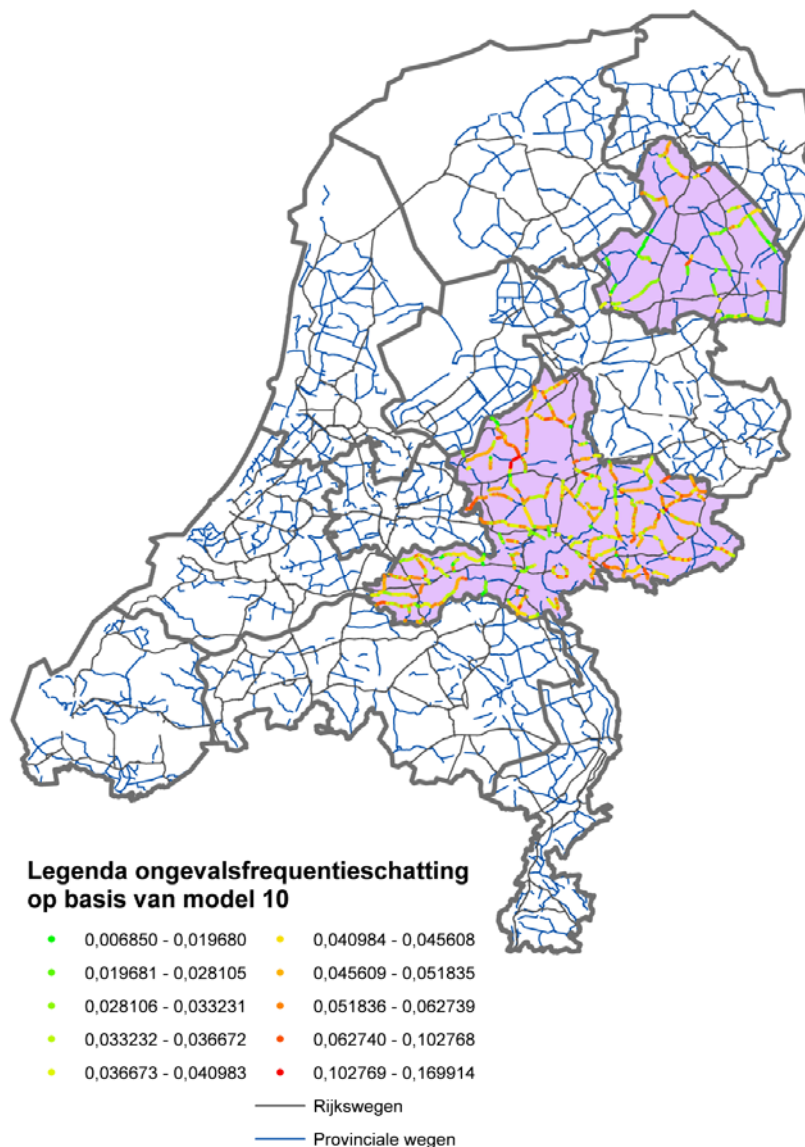 Legenda ongevalsfrequentieschatting
op basis van model 10
0,006850 - 0,019680
0,019681 - 0,028105
0,028106 - 0,033231
0,033232 - 0,036672
0,036673 - 0,040983
0,040984 - 0,045608
0,045609 - 0,051835
0,051836 - 0,062739
0,062740 - 0,102768
0,102769 - 0,169914
Rijkswegen
Provinciale wegen